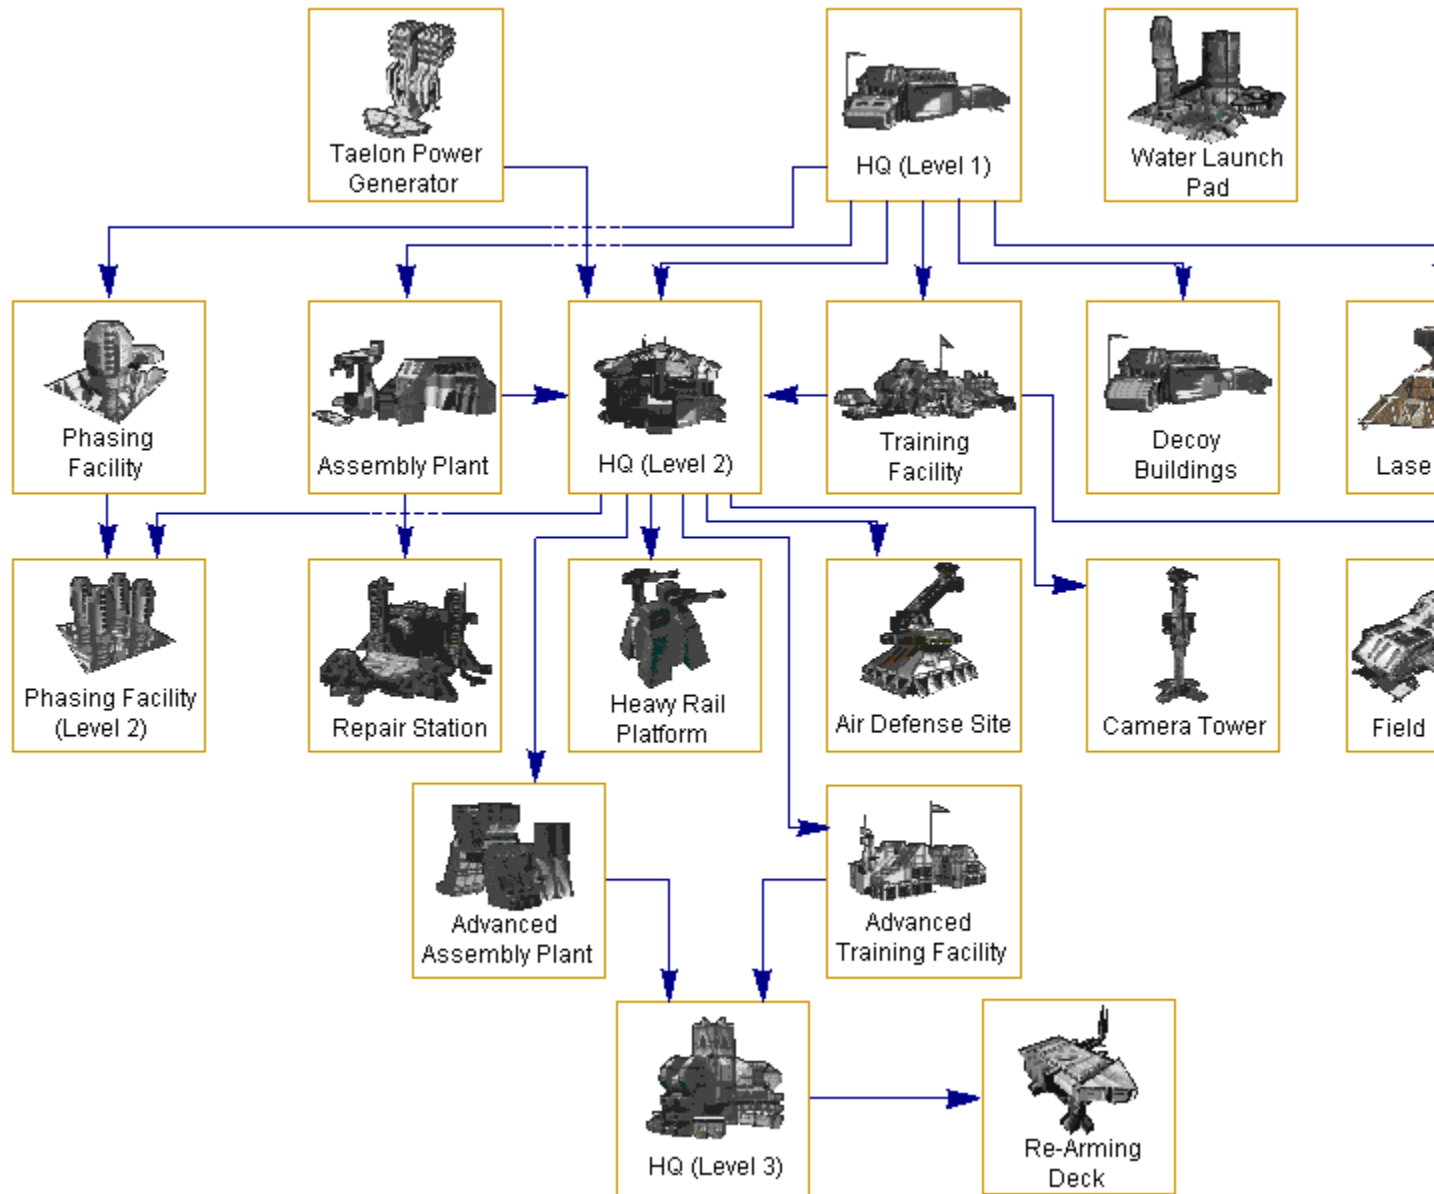 Taelon Power
Generator
HQ (Level 1)
Water Launch
Pad
Phasing
Facility
Assembly Plant
HQ (Level 2)
Training
Facility
Decoy
Buildings
Lase
Phasing Facility
(Level 2)
Repair Station
Heavy Rail
Platform
Air Defense Site
Camera Tower
Field
Advanced
Assembly Plant
Advanced
Training Facility
HQ (Level 3)
Re-Arming
Deck